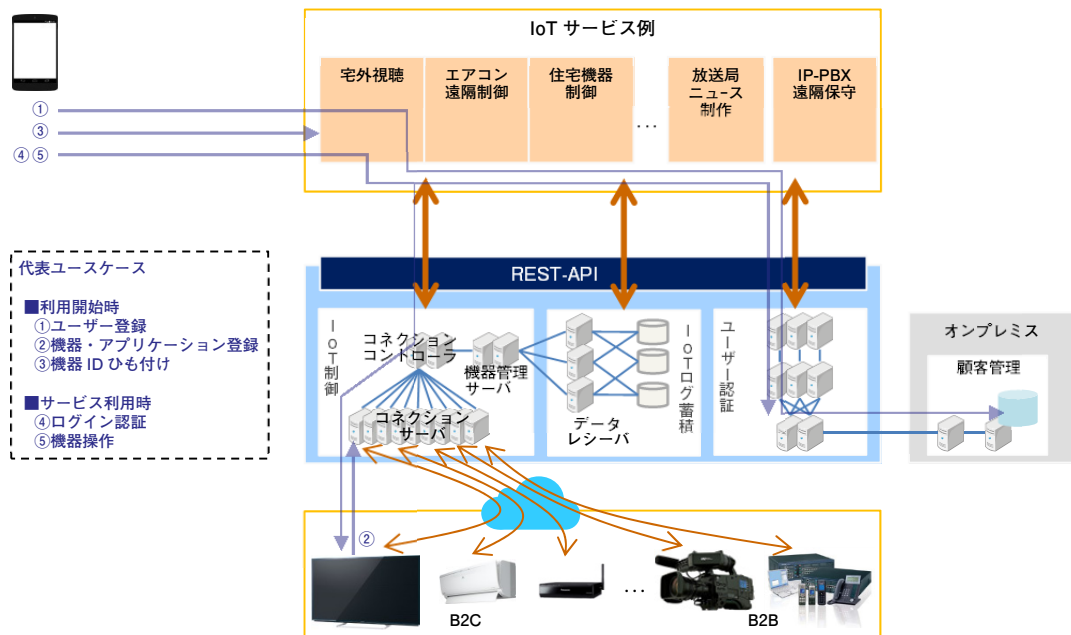 IoT サービス例
宅外視聴
エアコン
遠隔制御
住宅機器
制御
...
放送局
ニュース
制作
IP-PBX
遠隔保守
①
③
④⑤
代表ユースケース
■利用開始時
①ユーザー登録
②機器・アプリケーション登録
③機器 ID ひも付け
■サービス利用時
④ログイン認証
⑤機器操作
REST-API
IOT制御
コネクション
コントローラ
機器管理
サーバ
コネクション
サーバ
データ
レシーバ
IOTログ蓄積
ユーザー認証
オンプレミス
顧客管理
②
...
B2C
B2B